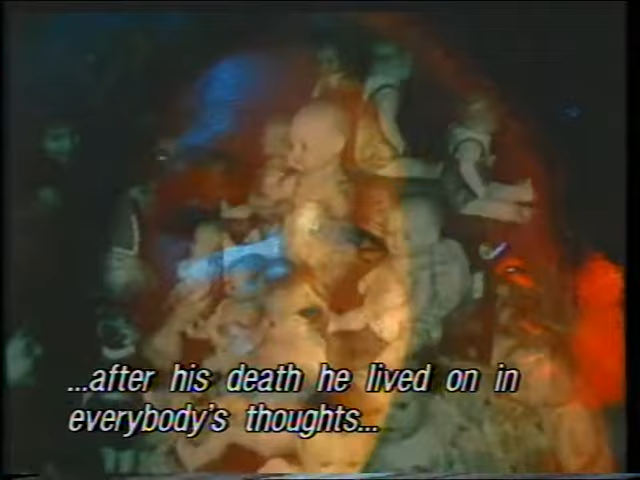 ...after his death he lived on in
everybody's thoughts...